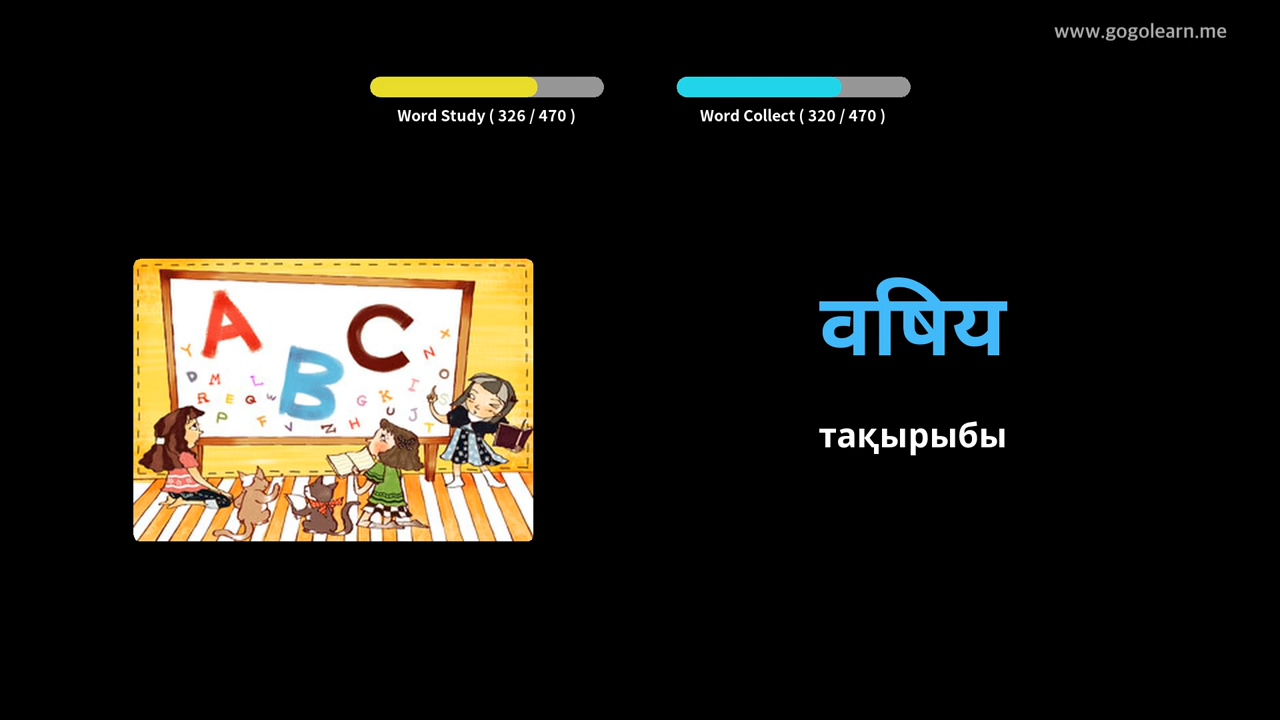 www.gogolearn.me
Word Study ( 326 / 470 )
Word Collect ( 320 / 470 )
A B C
Y D M L X N O
R E Q W G K I S
P F V Z H U J T
वषिय
тақырыбы